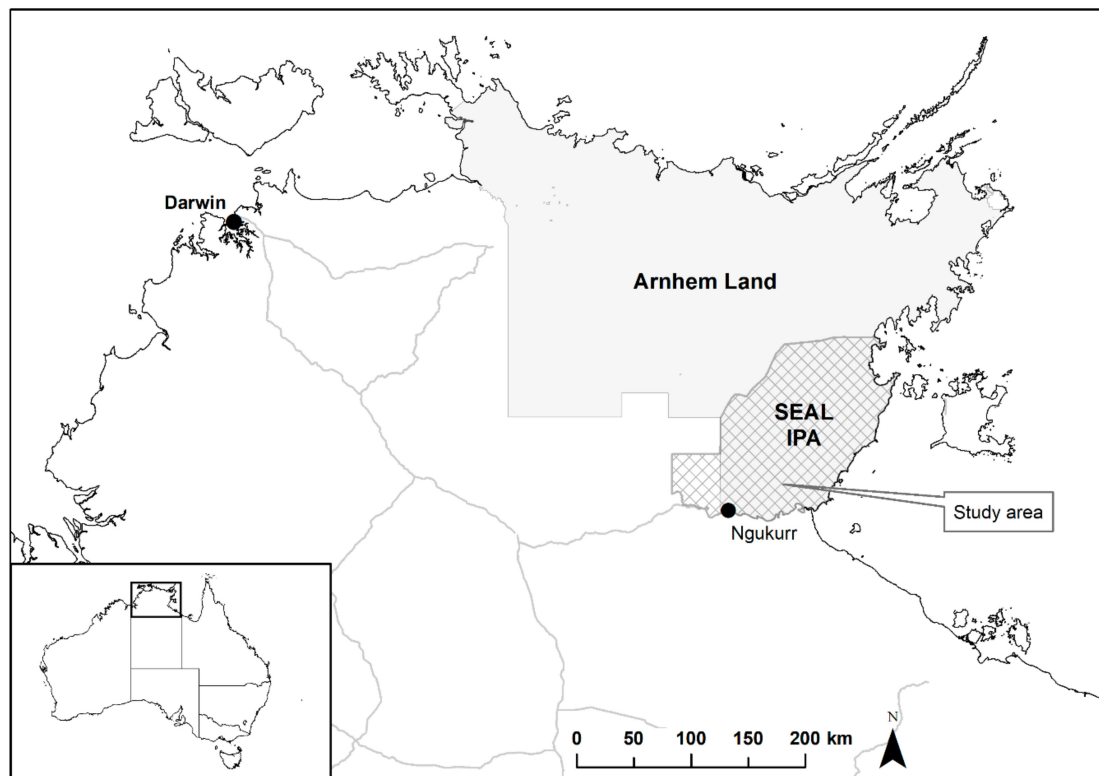 Darwin
Arnhem Land
SEAL
IPA
Study area
Ngukurr
N
0 50 100 150 200 km